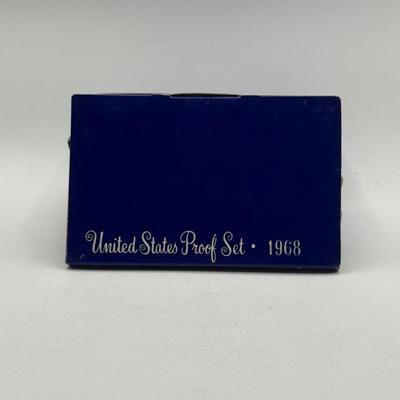 United States Proof Set • 1968